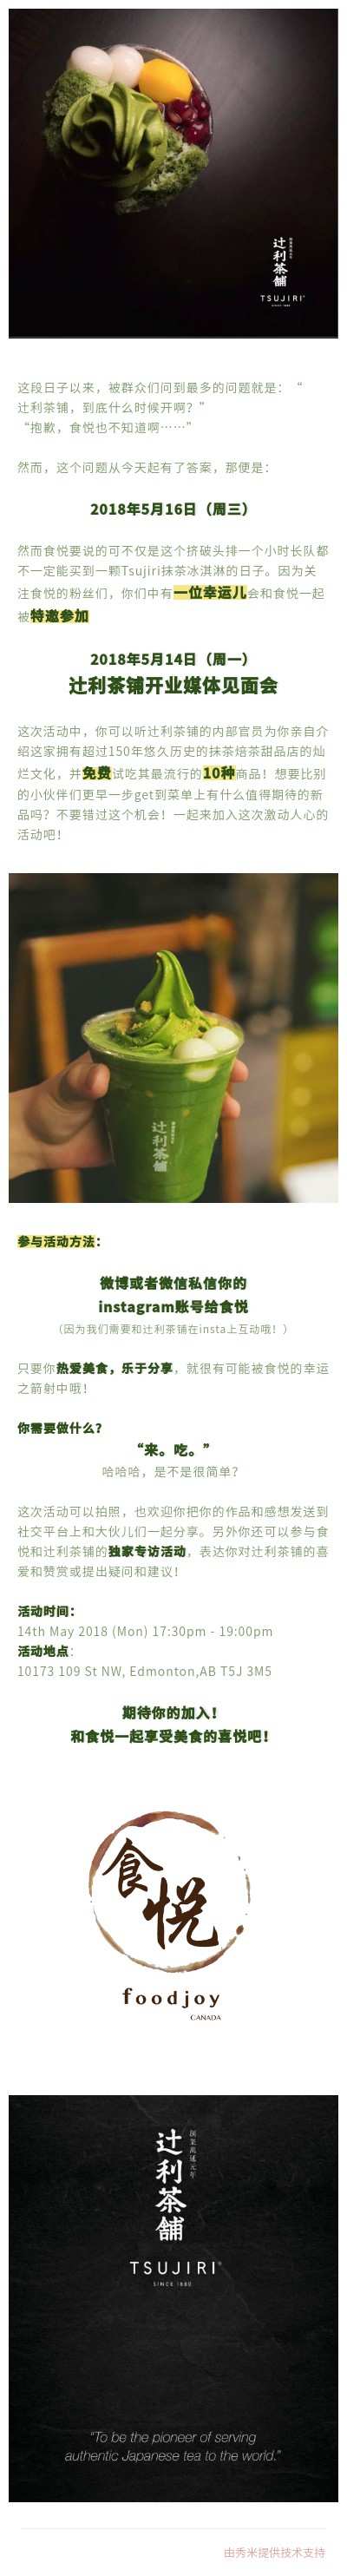 辻利茶舗
TSUJIRI
这段日子以来，被群众们问到最多的问题就是：“
辻利茶铺，到底什么时候开啊？”
“抱歉，食悦也不知道啊……”
然而，这个问题从今天起有了答案，那便是：
2018年5月16日（周三）
然而食悦要说的可不仅是这个挤破头排一个小时长队都
不一定能买到一颗Tsujiri抹茶冰淇淋的日子。因为关
注食悦的粉丝们，你们中有一位幸运儿会和食悦一起
被特邀参加
2018年5月14日（周一）
辻利茶铺开业媒体见面会
这次活动中，你可以听辻利茶铺的内部官员为你亲自介
绍这家拥有超过150年悠久历史的抹茶焙茶甜品店的灿
烂文化，并免费试吃其最流行的10种商品！想要比别
的小伙伴们更早一步get到菜单上有什么值得期待的新
品吗？不要错过这个机会！一起来加入这次激动人心的
活动吧！
辻利茶舗
参与活动方法：
微博或者微信私信你的
instagram账号给食悦
（因为我们需要和辻利茶铺在insta上互动哦！）
只要你热爱美食，乐于分享，就很有可能被食悦的幸运
之箭射中哦！
你需要做什么？
“来。吃。”
哈哈哈，是不是很简单？
这次活动可以拍照，也欢迎你把你的作品和感想发送到
社交平台上和大伙儿们一起分享。另外你还可以参与食
悦和辻利茶铺的独家专访活动，表达你对辻利茶铺的喜
爱和赞赏或提出疑问和建议！
活动时间：
14th May 2018 (Mon) 17:30pm - 19:00pm
活动地点：
10173 109 St NW, Edmonton,AB T5J 3M5
期待你的加入！
和食悦一起享受美食的喜悦吧！
食悦
foodjoy
CANADA
辻利茶舗
TSUJIRI
SINCE 1860
“To be the pioneer of serving
authentic Japanese tea to the world.”
由秀米提供技术支持